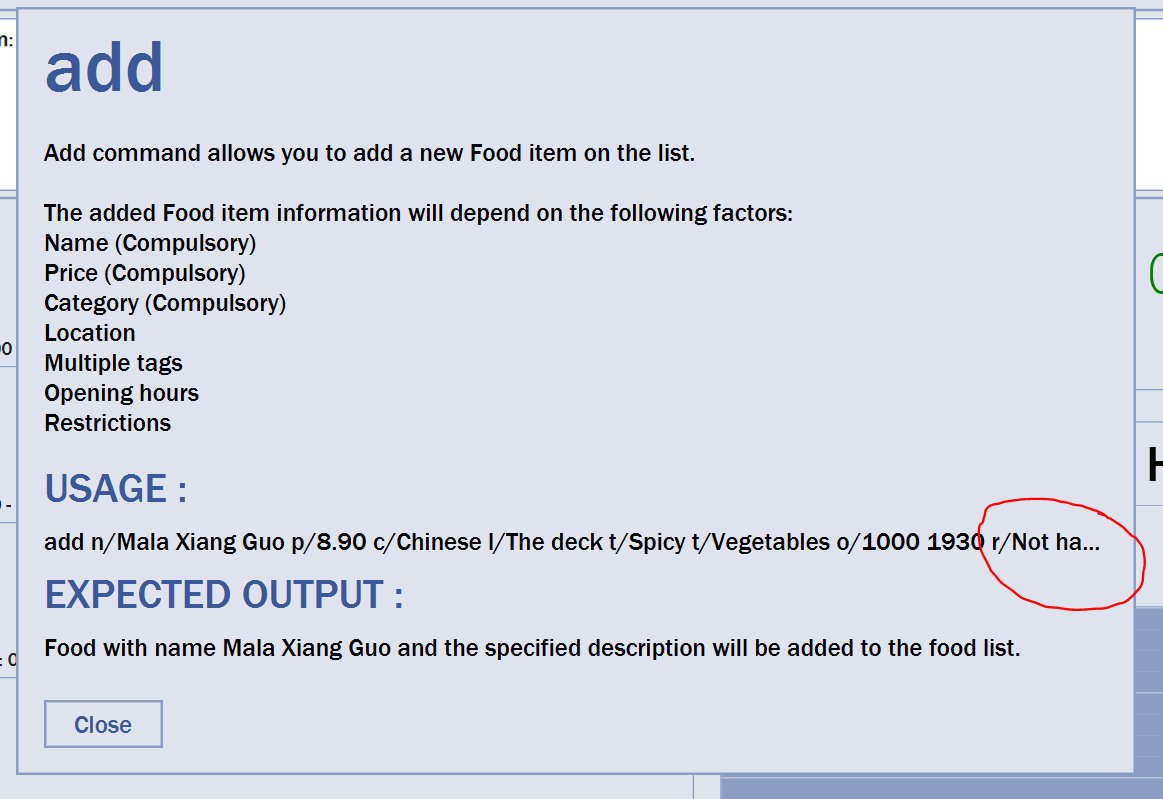 n:
add
Add command allows you to add a new Food item on the list.
The added Food item information will depend on the following factors:
Name (Compulsory)
Price (Compulsory)
Category (Compulsory)
Location
Multiple tags
Opening hours
Restrictions
USAGE :
add n/Mala Xiang Guo p/8.90 c/Chinese l/The deck t/Spicy t/Vegetables o/1000 1930 r/Not ha...
EXPECTED OUTPUT :
Food with name Mala Xiang Guo and the specified description will be added to the food list.
Close